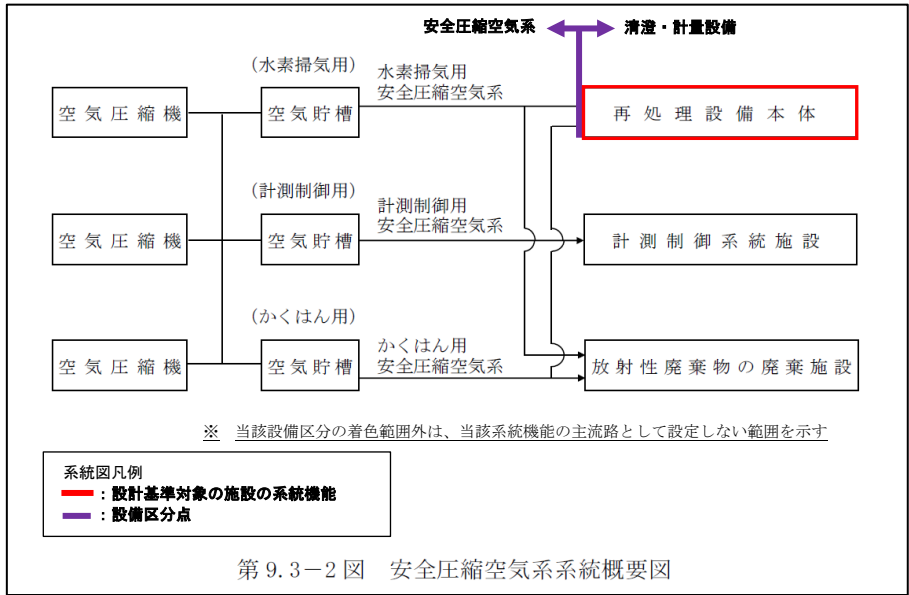 安全圧縮空気系 清澄・計量設備
(水素掃気用)
水素掃気用
安全圧縮空気系
空気圧縮機 空気貯槽 再処理設備本体
(計測制御用)
計測制御用
安全圧縮空気系
空気圧縮機 空気貯槽 計測制御系統施設
(かくはん用)
かくはん用
安全圧縮空気系
空気圧縮機 空気貯槽 放射性廃棄物の廃棄施設
※ 当該設備区分の着色範囲外は、当該系統機能の主流路として設定しない範囲を示す
系統図凡例
：設計基準対象の施設の系統機能
：設備区分点
第9.3－2図 安全圧縮空気系系統概要図